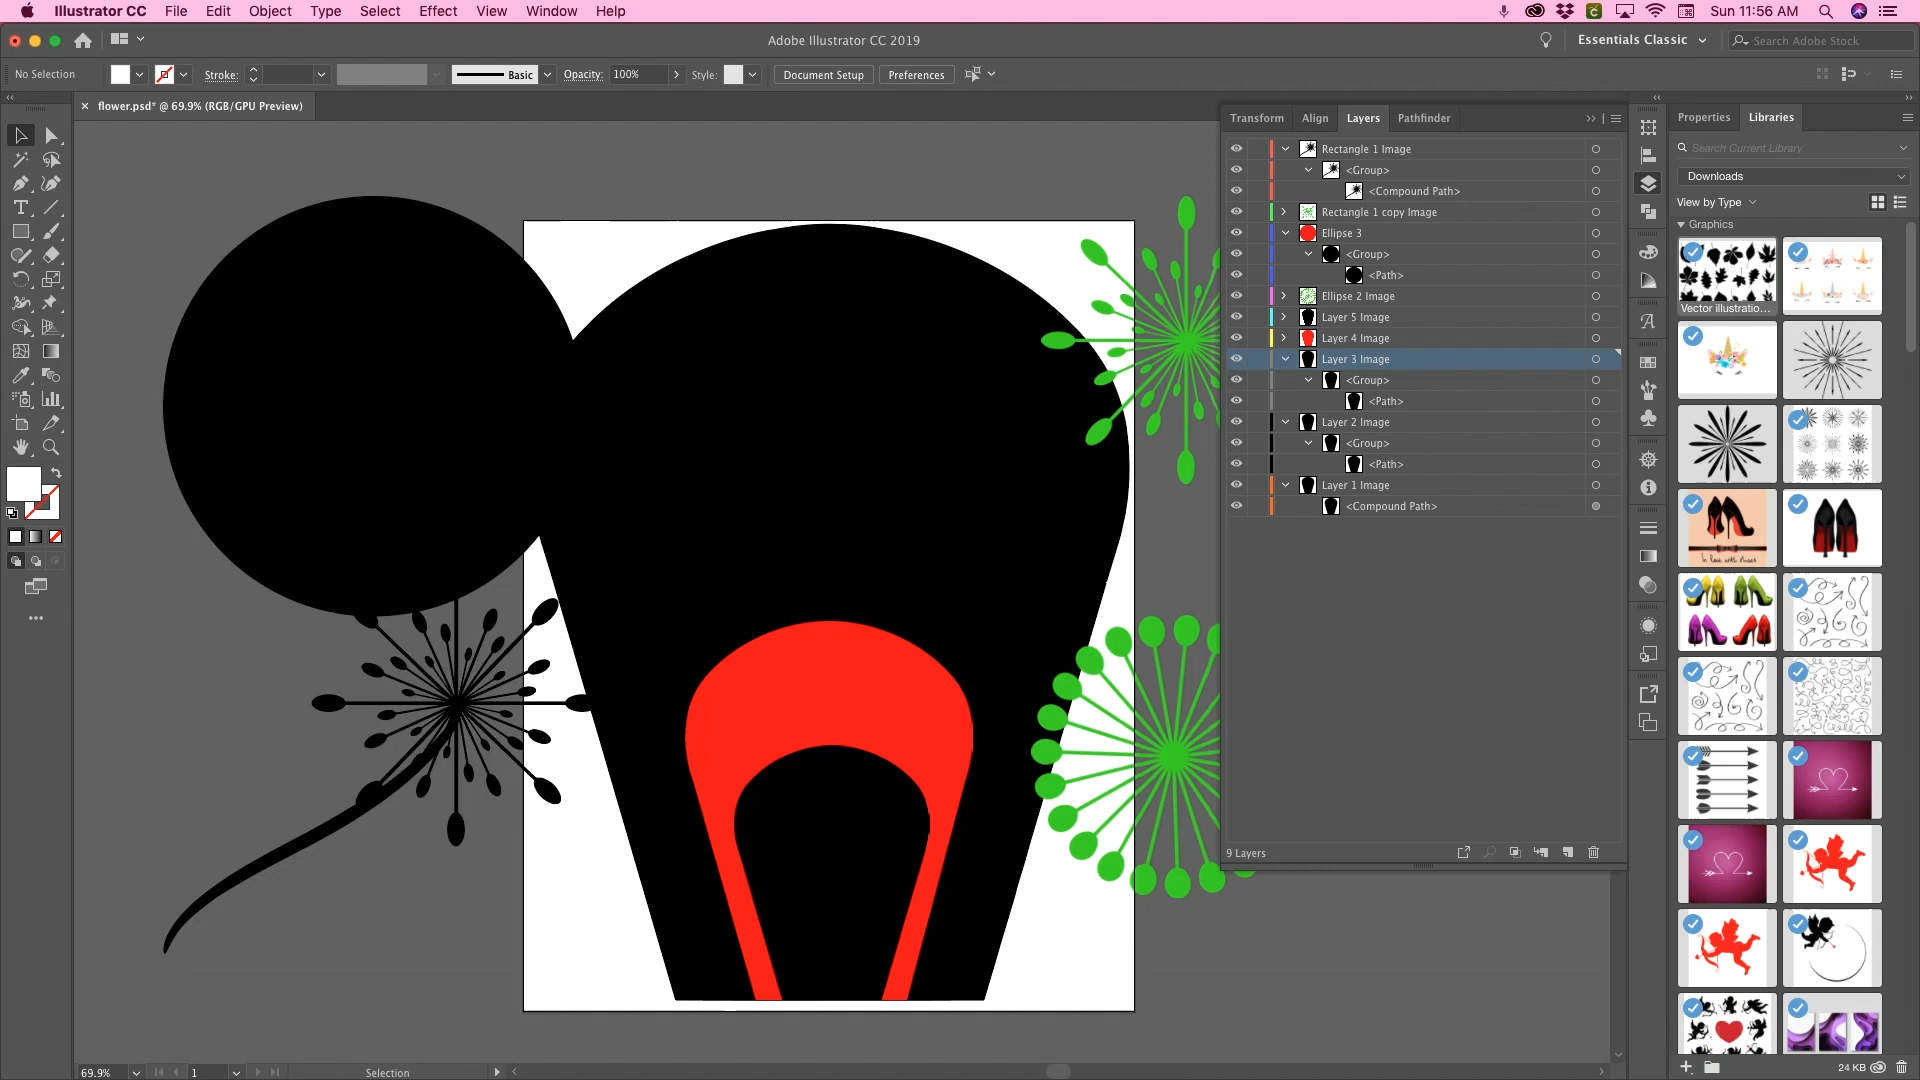 Illustrator CC File Edit Object Type Select Effect View Window Help Sun 11:56 AM
Adobe Illustrator CC 2019 Essentials Classic Search Adobe Stock
No Selection Stroke: Basic Opacity: 100% Style: Document Setup Preferences
× flower.psd* @ 69.9% (RGB/GPU Preview)
Transform Align Layers Pathfinder
Rectangle 1 Image
<Group>
<Compound Path>
Rectangle 1 copy Image
Ellipse 3
<Group>
<Path>
Ellipse 2 Image
Layer 5 Image
Layer 4 Image
Layer 3 Image
<Group>
<Path>
Layer 2 Image
<Group>
<Path>
Layer 1 Image
<Compound Path>
9 Layers
Properties Libraries
Search Current Library
Downloads
View by Type
Graphics
Vector illustratio...
In love with shoes
24 KB
69.9% 1 Selection